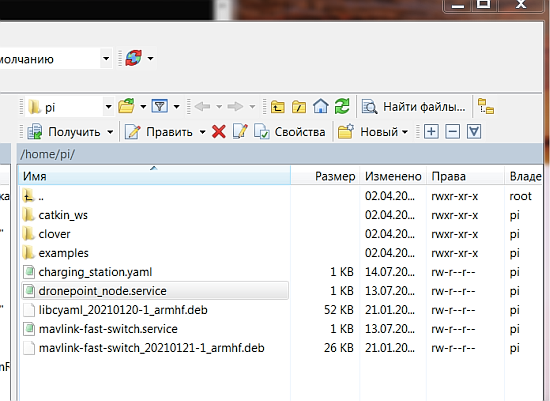 молчанию
pi
Найти файлы...
Получить Править Свойства Новый
/home/pi/
Имя Размер Изменено Права Владе
.. 02.04.20... rwxr-xr-x root
catkin_ws 02.04.20... rwxr-xr-x pi
clover 02.04.20... rwxr-xr-x pi
examples 02.04.20... rwxr-xr-x pi
charging_station.yaml 1 KB 14.07.20... rw-r--r-- pi
dronepoint_node.service 1 KB 13.07.20... rw-r--r-- pi
libcyaml_20210120-1_armhf.deb 52 KB 21.01.20... rw-r--r-- pi
mavlink-fast-switch.service 1 KB 13.07.20... rw-r--r-- pi
mavlink-fast-switch_20210121-1_armhf.deb 26 KB 21.01.20... rw-r--r-- pi